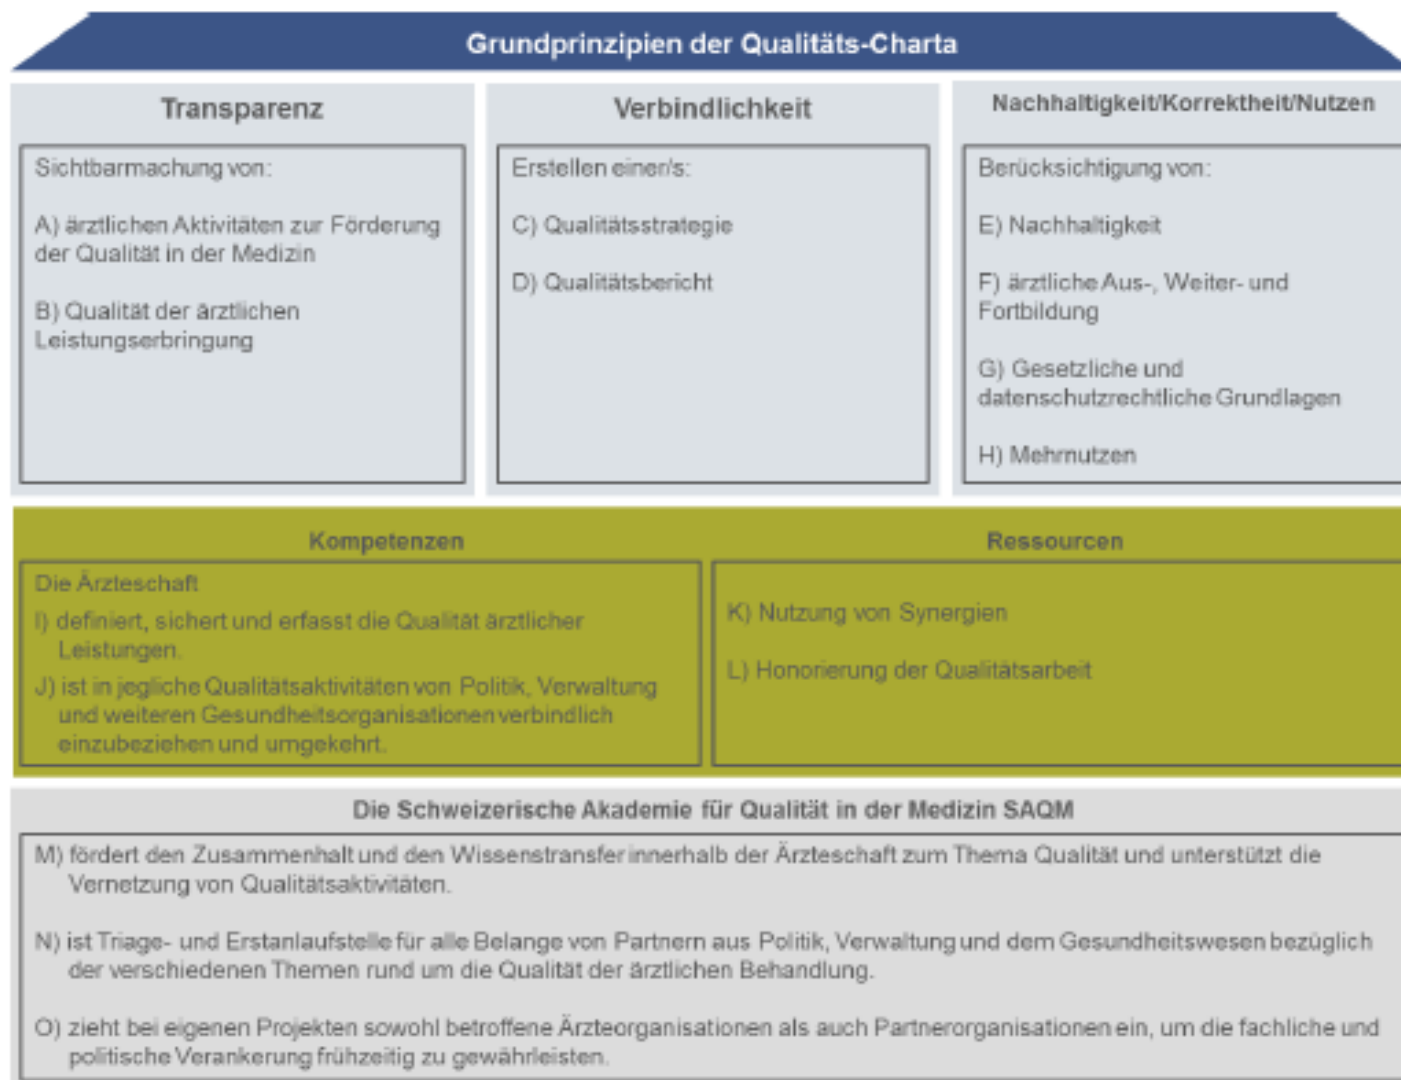 Grundprinzipien der Qualitäts-Charta
Transparenz
Sichtbarmachung von:
A) ärztlichen Aktivitäten zur Förderung
der Qualität in der Medizin
B) Qualität der ärztlichen
Leistungserbringung
Verbindlichkeit
Erstellen einer/s:
C) Qualitätsstrategie
D) Qualitätsbericht
Nachhaltigkeit/Korrektheit/Nutzen
Berücksichtigung von:
E) Nachhaltigkeit
F) ärztliche Aus-, Weiter- und
Fortbildung
G) Gesetzliche und
datenschutzrechtliche Grundlagen
H) Mehrnutzen
Kompetenzen
Die Ärzteschaft
I) definiert, sichert und erfasst die Qualität ärztlicher
Leistungen.
J) ist in jegliche Qualitätsaktivitäten von Politik, Verwaltung
und weiteren Gesundheitsorganisationen verbindlich
einzubeziehen und umgekehrt.
Ressourcen
K) Nutzung von Synergien
L) Honorierung der Qualitätsarbeit
Die Schweizerische Akademie für Qualität in der Medizin SAQM
M) fördert den Zusammenhalt und den Wissenstransfer innerhalb der Ärzteschaft zum Thema Qualität und unterstützt die
Vernetzung von Qualitätsaktivitäten.
N) ist Triage- und Erstanlaufstelle für alle Belange von Partnern aus Politik, Verwaltung und dem Gesundheitswesen bezüglich
der verschiedenen Themen rund um die Qualität der ärztlichen Behandlung.
O) zieht bei eigenen Projekten sowohl betroffene Ärzteorganisationen als auch Partnerorganisationen ein, um die fachliche und
politische Verankerung frühzeitig zu gewährleisten.